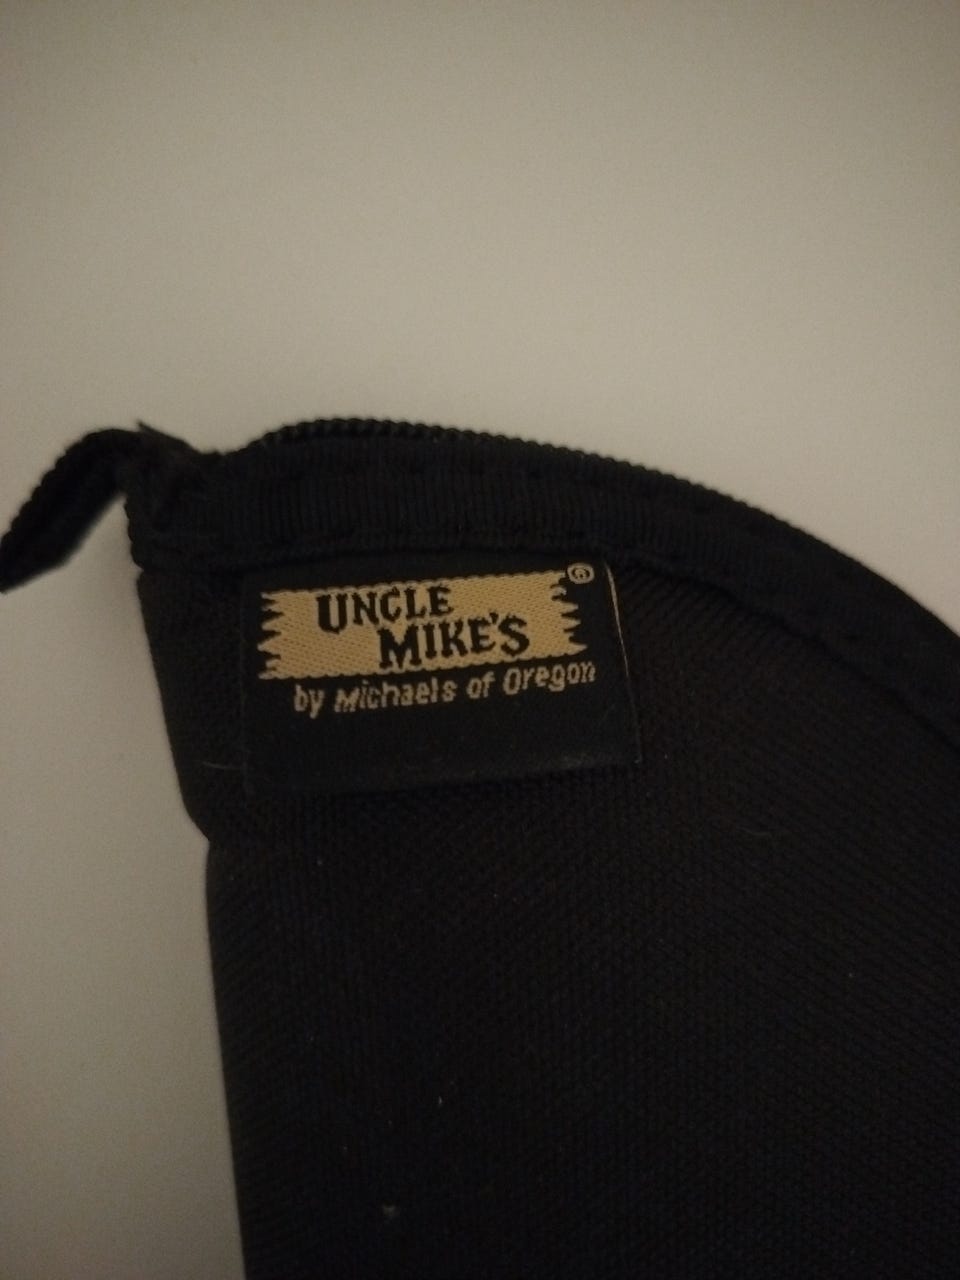 UNCLE
MIKE'S®
by Michaels of Oregon